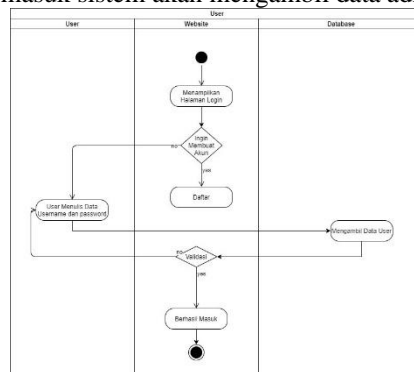 masuk sistem akan mengambil data ad
User
User Website Database
Menampilkan
Halaman Login
Ingin
Membuat
Akun
no
yes
Daftar
User Menulis Data
Username dan password
Mengambil Data User
no
Validasi
yes
Berhasil Masuk